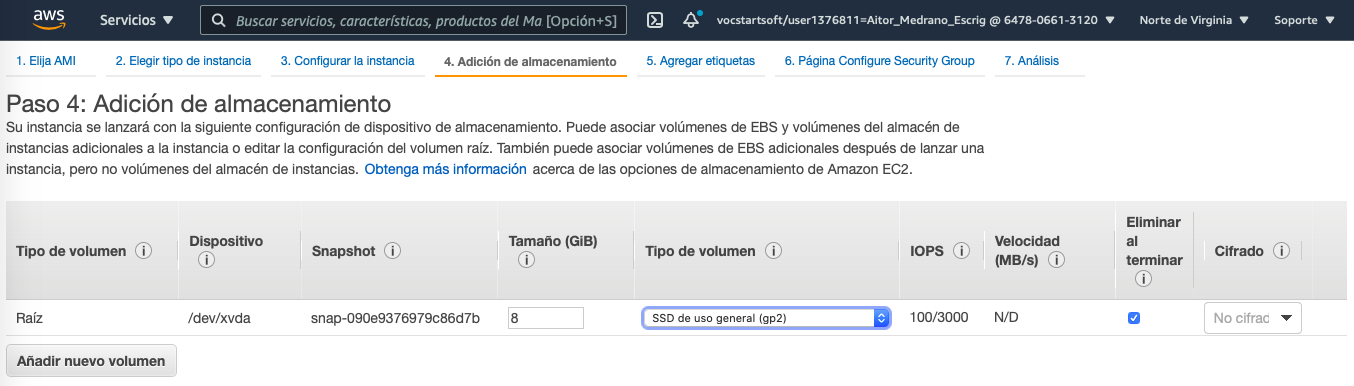 aws Servicios Buscar servicios, características, productos del Ma [Opción+S] vocstartsoft/user1376811=Aitor_Medrano_Escrig @ 6478-0661-3120 Norte de Virginia Soporte
1. Elija AMI 2. Elegir tipo de instancia 3. Configurar la instancia 4. Adición de almacenamiento 5. Agregar etiquetas 6. Página Configure Security Group 7. Análisis
Paso 4: Adición de almacenamiento
Su instancia se lanzará con la siguiente configuración de dispositivo de almacenamiento. Puede asociar volúmenes de EBS y volúmenes del almacén de
instancias adicionales a la instancia o editar la configuración del volumen raíz. También puede asociar volúmenes de EBS adicionales después de lanzar una
instancia, pero no volúmenes del almacén de instancias. Obtenga más información acerca de las opciones de almacenamiento de Amazon EC2.
Tipo de volumen i Dispositivo i Snapshot i Tamaño (GiB) i Tipo de volumen i IOPS i Velocidad (MB/s) i Eliminar al terminar i Cifrado i
Raíz /dev/xvda snap-090e9376979c86d7b 8 SSD de uso general (gp2) 100/3000 N/D No cifrad
Añadir nuevo volumen